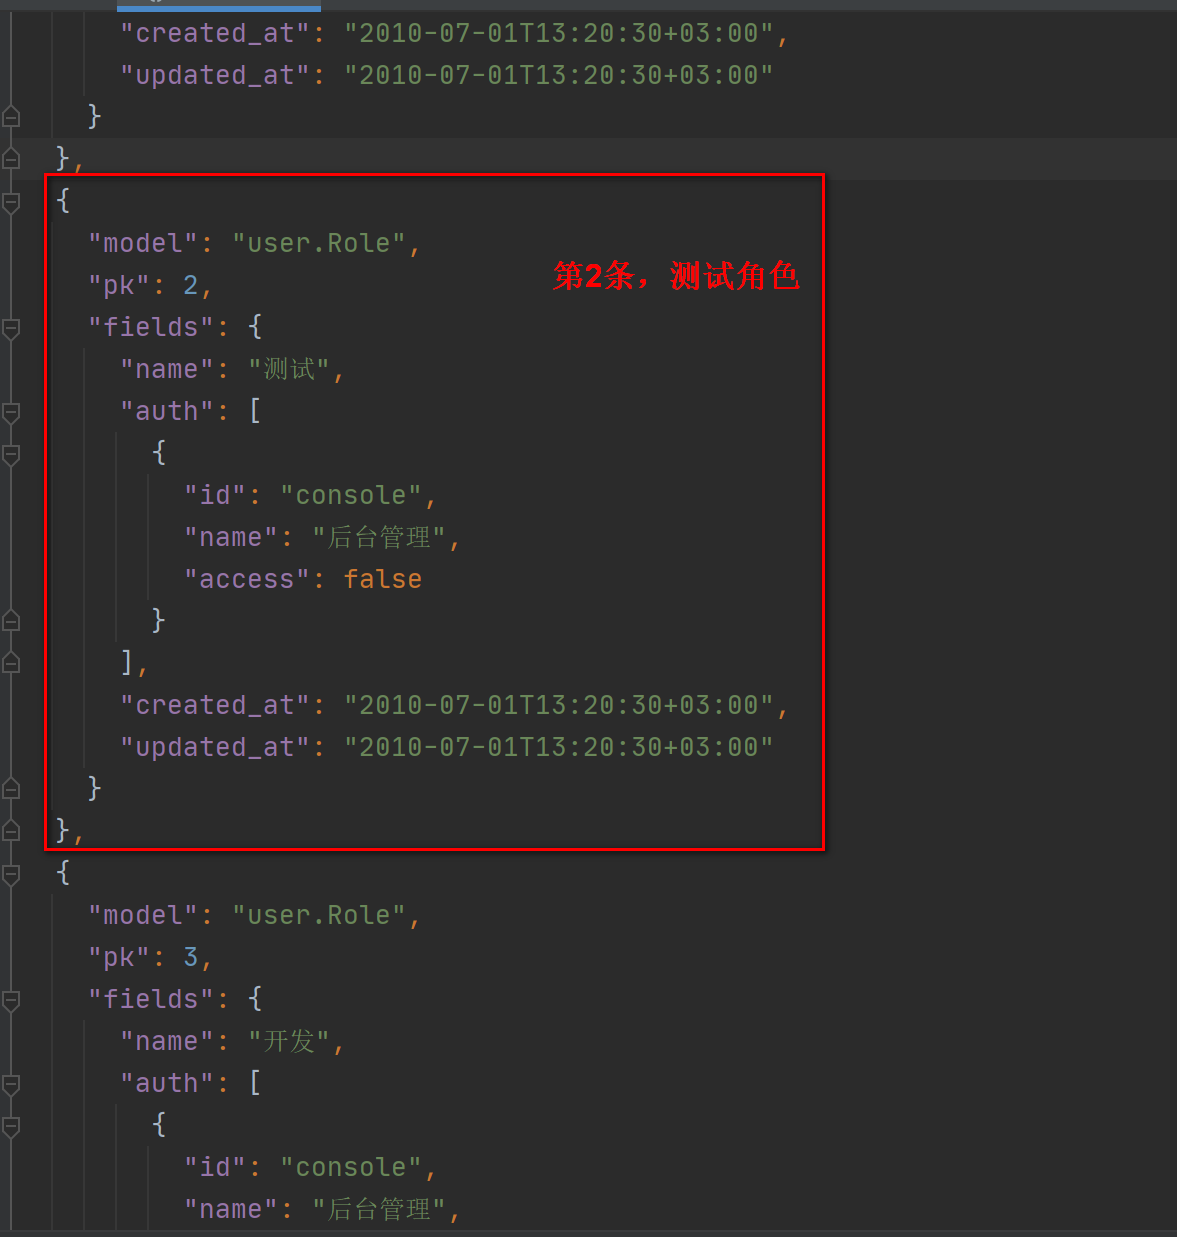 "created_at": "2010-07-01T13:20:30+03:00",
"updated_at": "2010-07-01T13:20:30+03:00"
}
},
{
"model": "user.Role",
"pk": 2,
第2条，测试角色
"fields": {
"name": "测试",
"auth": [
{
"id": "console",
"name": "后台管理",
"access": false
}
],
"created_at": "2010-07-01T13:20:30+03:00",
"updated_at": "2010-07-01T13:20:30+03:00"
}
},
{
"model": "user.Role",
"pk": 3,
"fields": {
"name": "开发",
"auth": [
{
"id": "console",
"name": "后台管理",